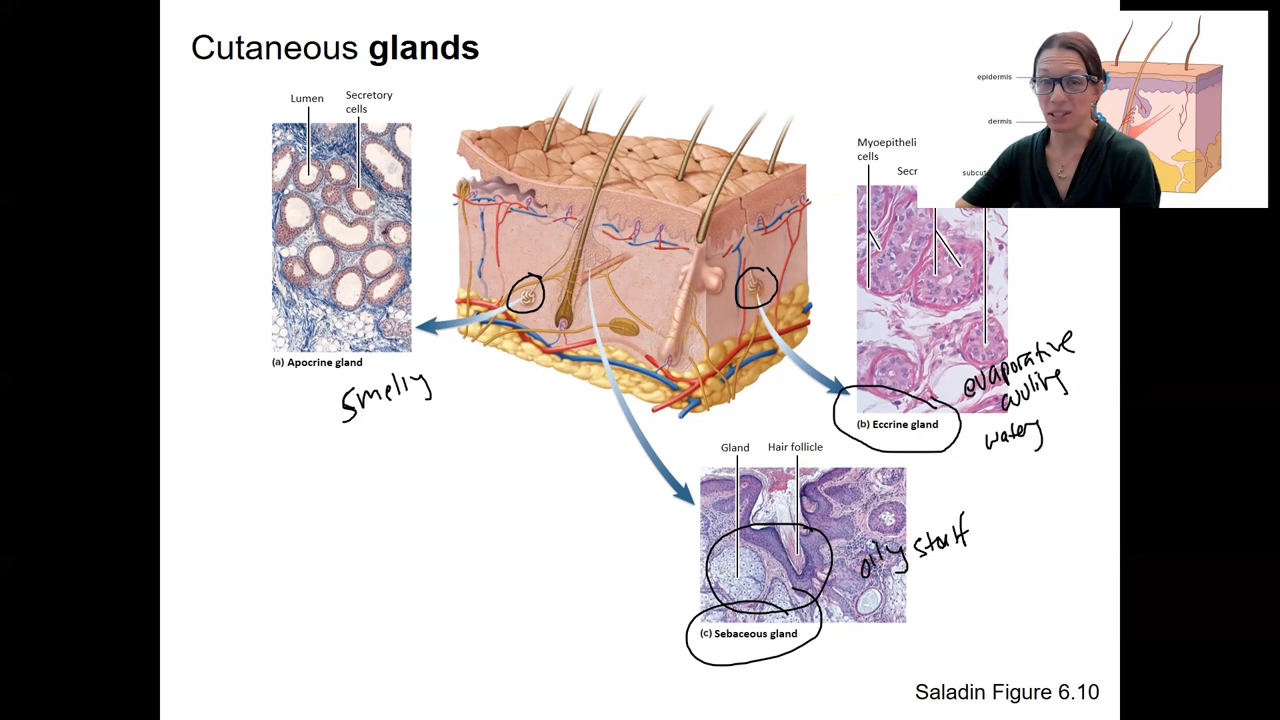 Cutaneous glands
Lumen
Secretory
cells
epidermis
dermis
subcut
Myoepitheli
cells
Secr
(a) Apocrine gland
smelly
(b) Eccrine gland
evaporative
cooling
watery
Gland
Hair follicle
oily stuff
(c) Sebaceous gland
Saladin Figure 6.10